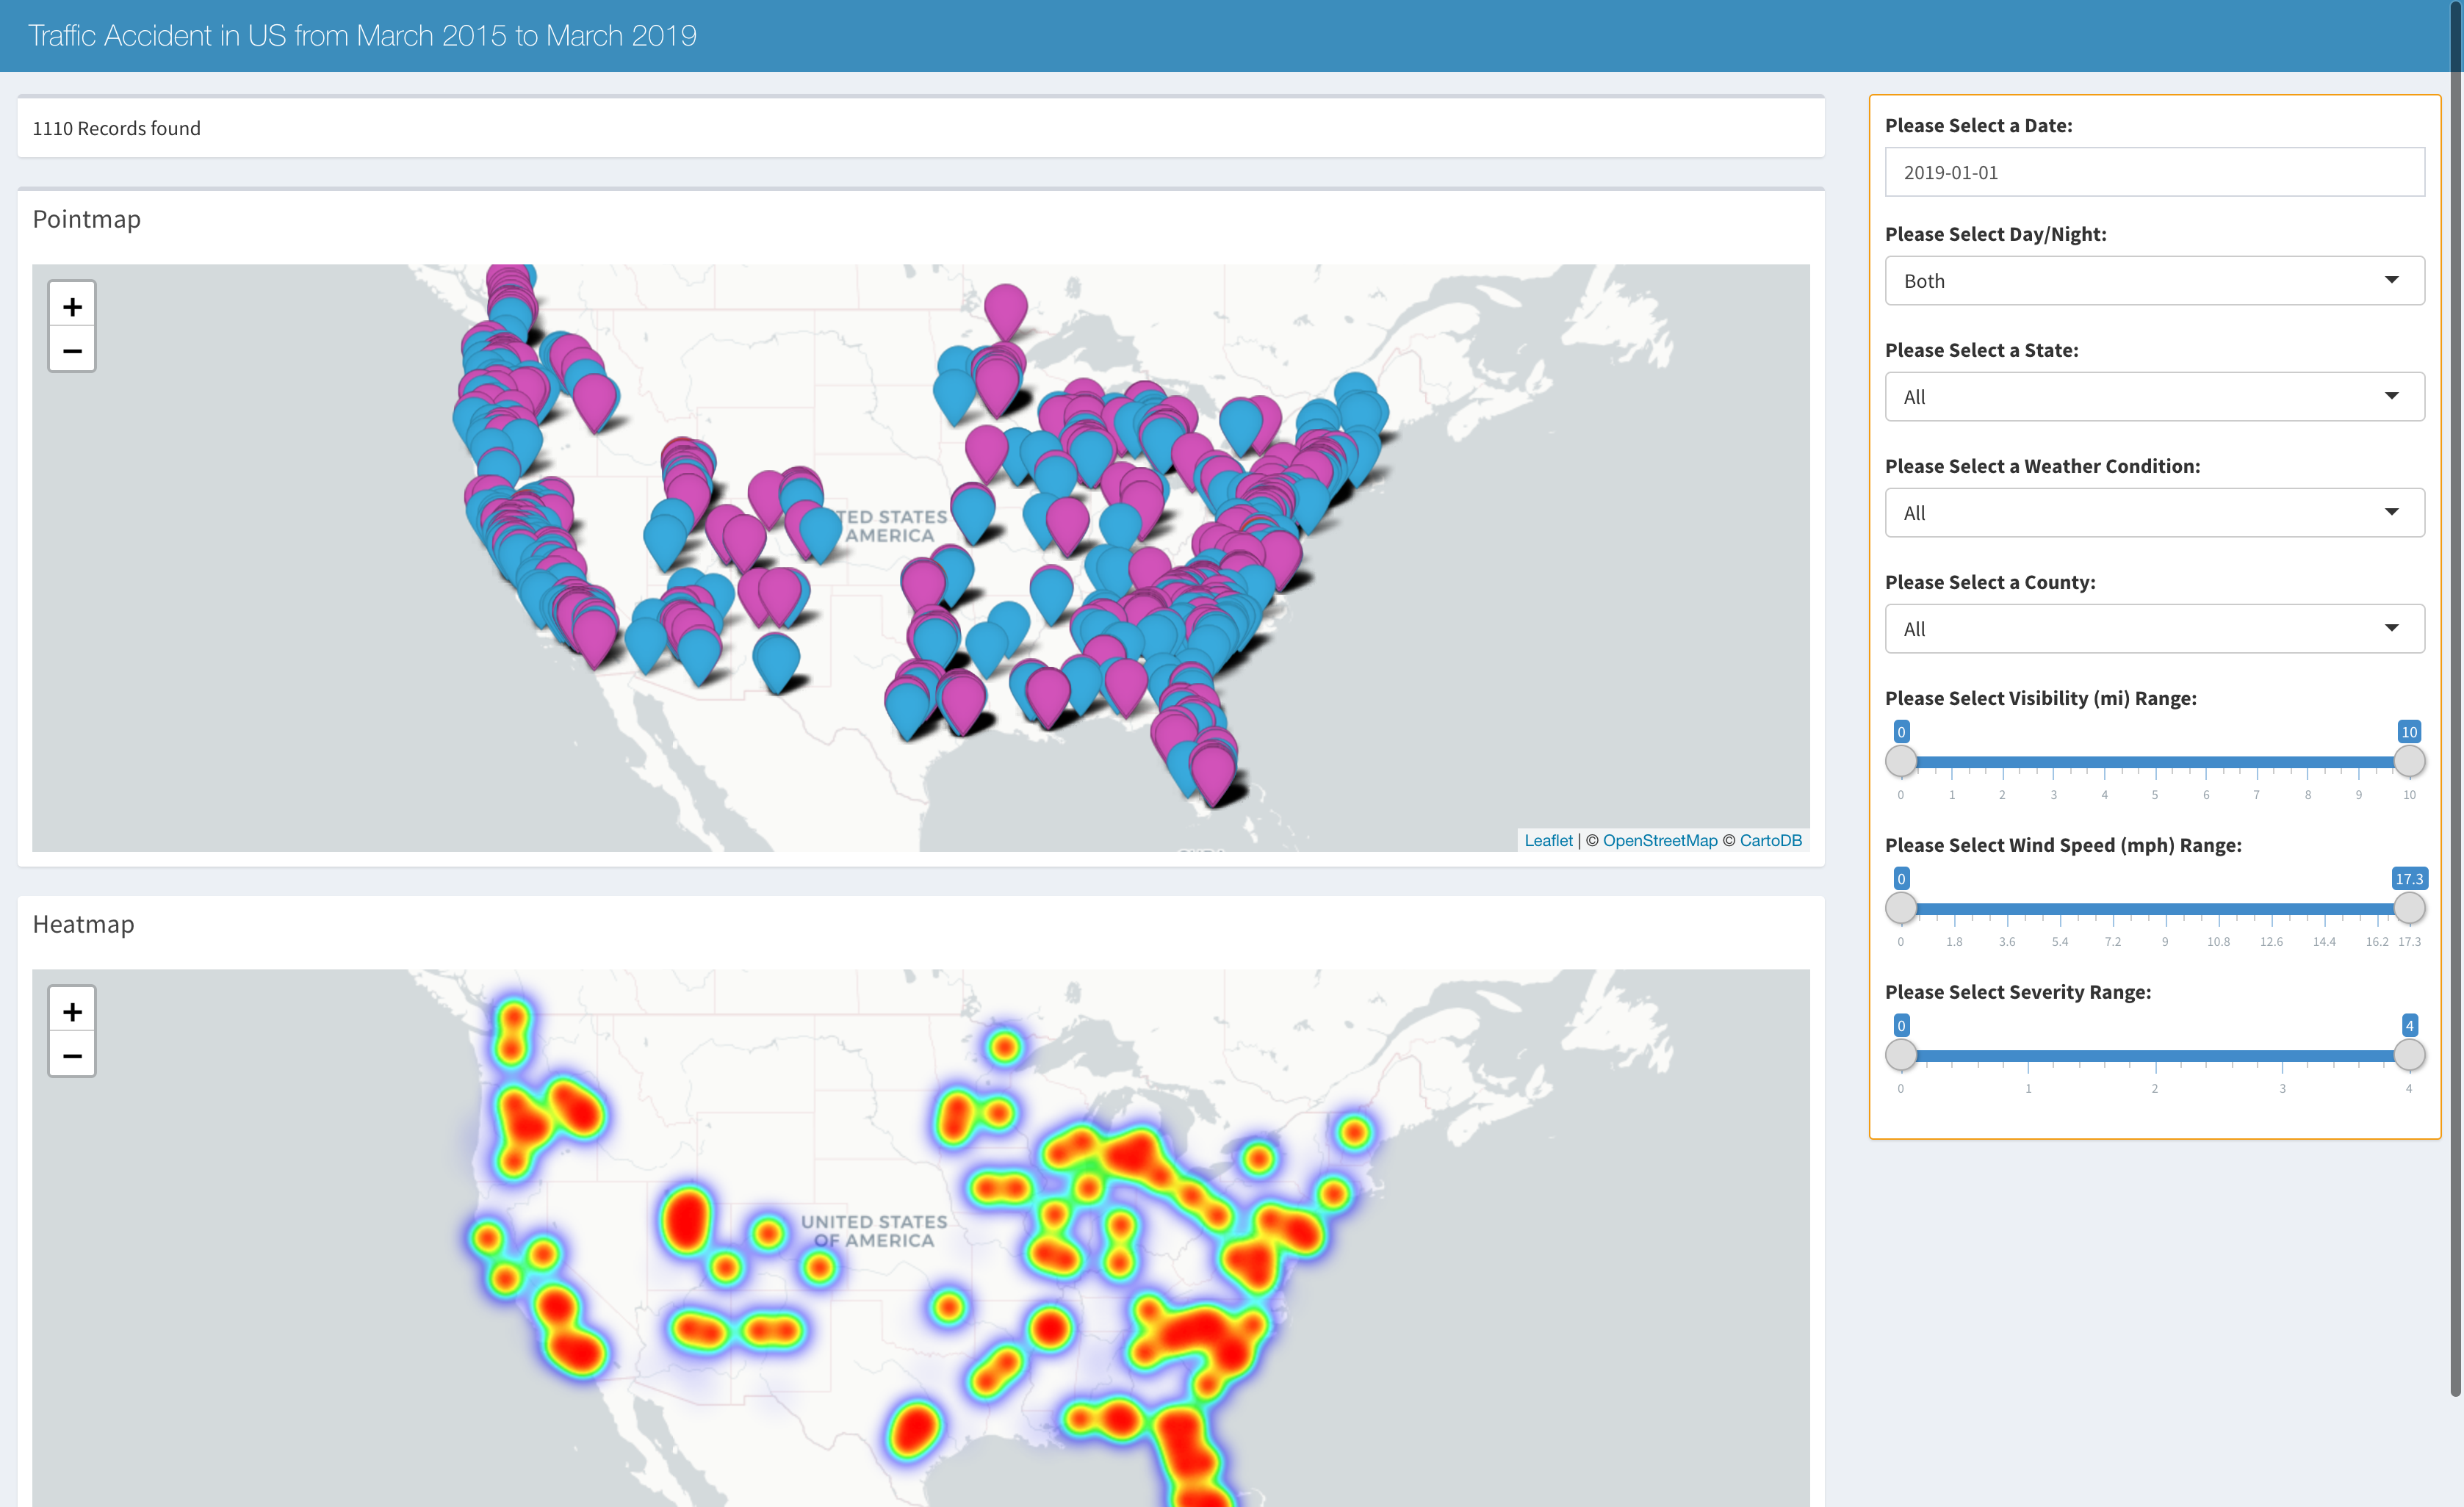 Traffic Accident in US from March 2015 to March 2019
1110 Records found
Pointmap
+
−
TED STATES
AMERICA
Leaflet | © OpenStreetMap © CartoDB
Heatmap
+
−
UNITED STATES
OF AMERICA
Please Select a Date:
2019-01-01
Please Select Day/Night:
Both
Please Select a State:
All
Please Select a Weather Condition:
All
Please Select a County:
All
Please Select Visibility (mi) Range:
0 10
0 1 2 3 4 5 6 7 8 9 10
Please Select Wind Speed (mph) Range:
0 17.3
0 1.8 3.6 5.4 7.2 9 10.8 12.6 14.4 16.2 17.3
Please Select Severity Range:
0 4
0 1 2 3 4